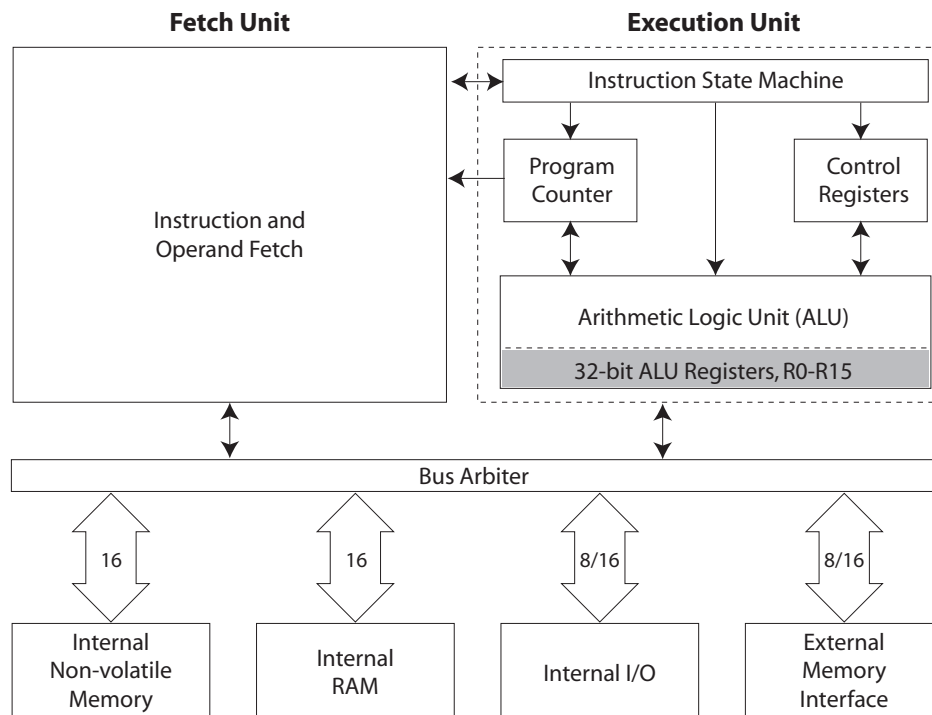 Fetch Unit
Execution Unit
Instruction State Machine
Program
Counter
Control
Registers
Instruction and
Operand Fetch
Arithmetic Logic Unit (ALU)
32-bit ALU Registers, R0-R15
Bus Arbiter
16
16
8/16
8/16
Internal
Non-volatile
Memory
Internal
RAM
Internal I/O
External
Memory
Interface